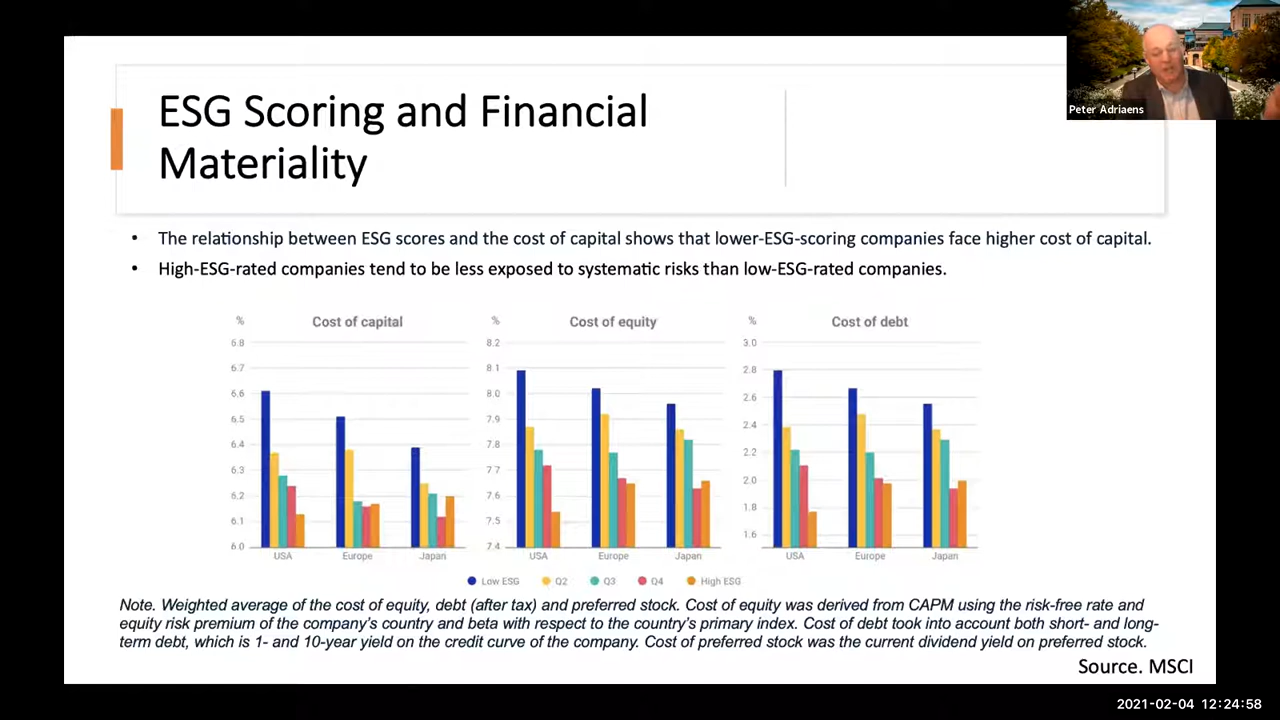 Peter Adriaens
ESG Scoring and Financial
Materiality
• The relationship between ESG scores and the cost of capital shows that lower-ESG-scoring companies face higher cost of capital.
• High-ESG-rated companies tend to be less exposed to systematic risks than low-ESG-rated companies.
% Cost of capital
6.8
6.7
6.6
6.5
6.4
6.3
6.2
6.1
6.0
USA Europe Japan
% Cost of equity
8.2
8.1
8.0
7.9
7.8
7.7
7.6
7.5
7.4
USA Europe Japan
% Cost of debt
3.0
2.8
2.6
2.4
2.2
2.0
1.8
1.6
USA Europe Japan
Low ESG Q2 Q3 Q4 High ESG
Note. Weighted average of the cost of equity, debt (after tax) and preferred stock. Cost of equity was derived from CAPM using the risk-free rate and
equity risk premium of the company's country and beta with respect to the country's primary index. Cost of debt took into account both short- and long-
term debt, which is 1- and 10-year yield on the credit curve of the company. Cost of preferred stock was the current dividend yield on preferred stock.
Source. MSCI
2021-02-04 12:24:58